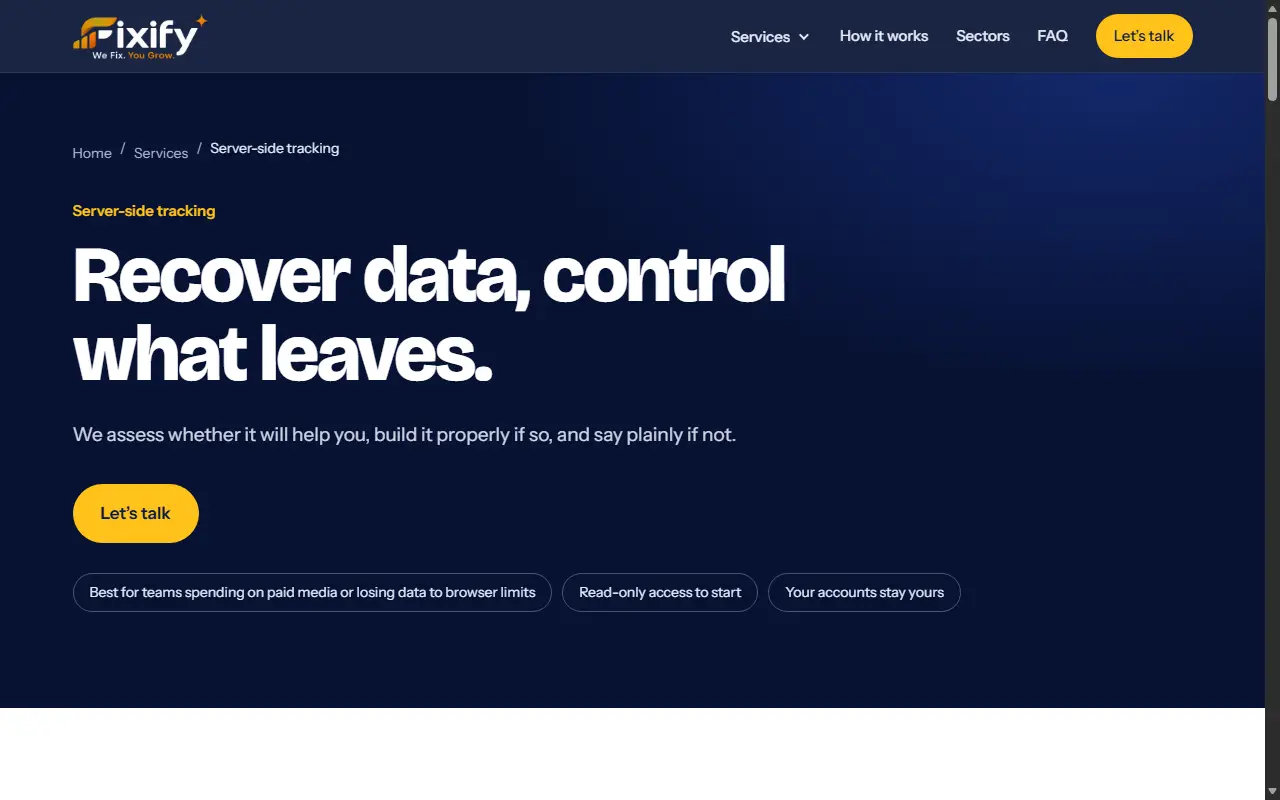 Fixify
We Fix. You Grow.
Services
How it works
Sectors
FAQ
Let's talk
Home / Services / Server-side tracking
Server-side tracking
Recover data, control
what leaves.
We assess whether it will help you, build it properly if so, and say plainly if not.
Let's talk
Best for teams spending on paid media or losing data to browser limits
Read-only access to start
Your accounts stay yours